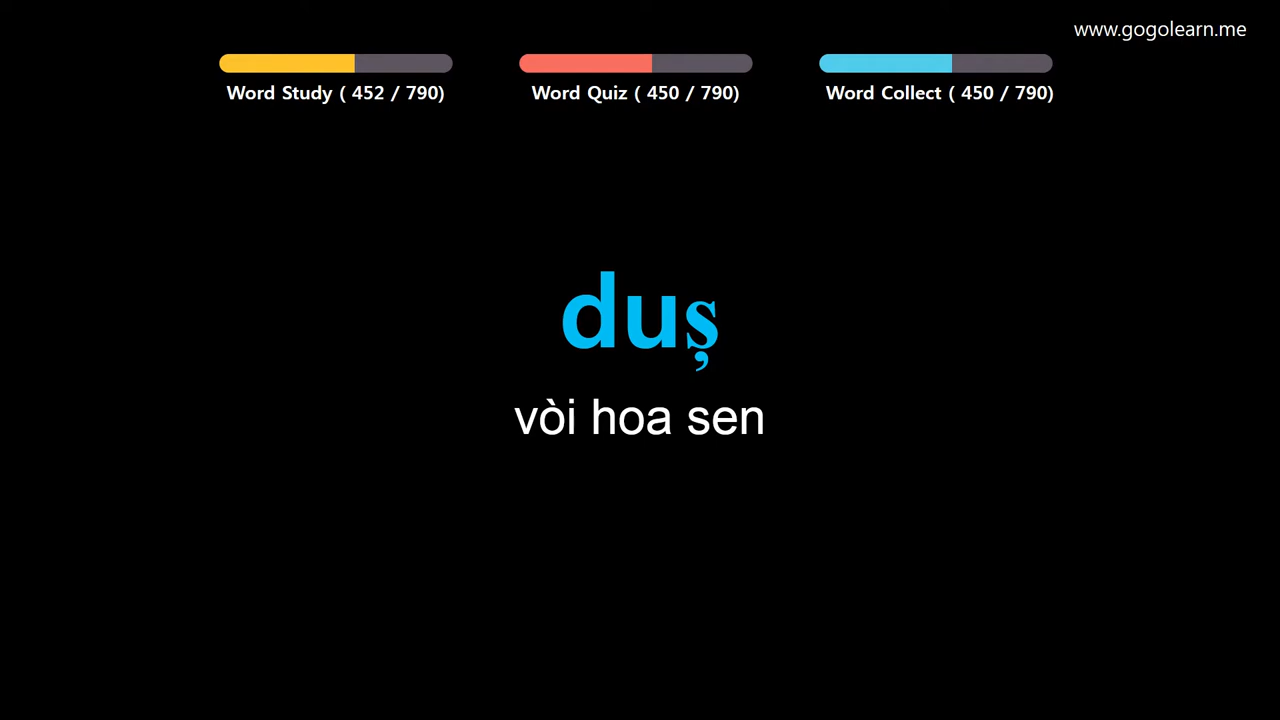 www.gogolearn.me
Word Study ( 452 / 790)
Word Quiz ( 450 / 790)
Word Collect ( 450 / 790)
duș
vòi hoa sen